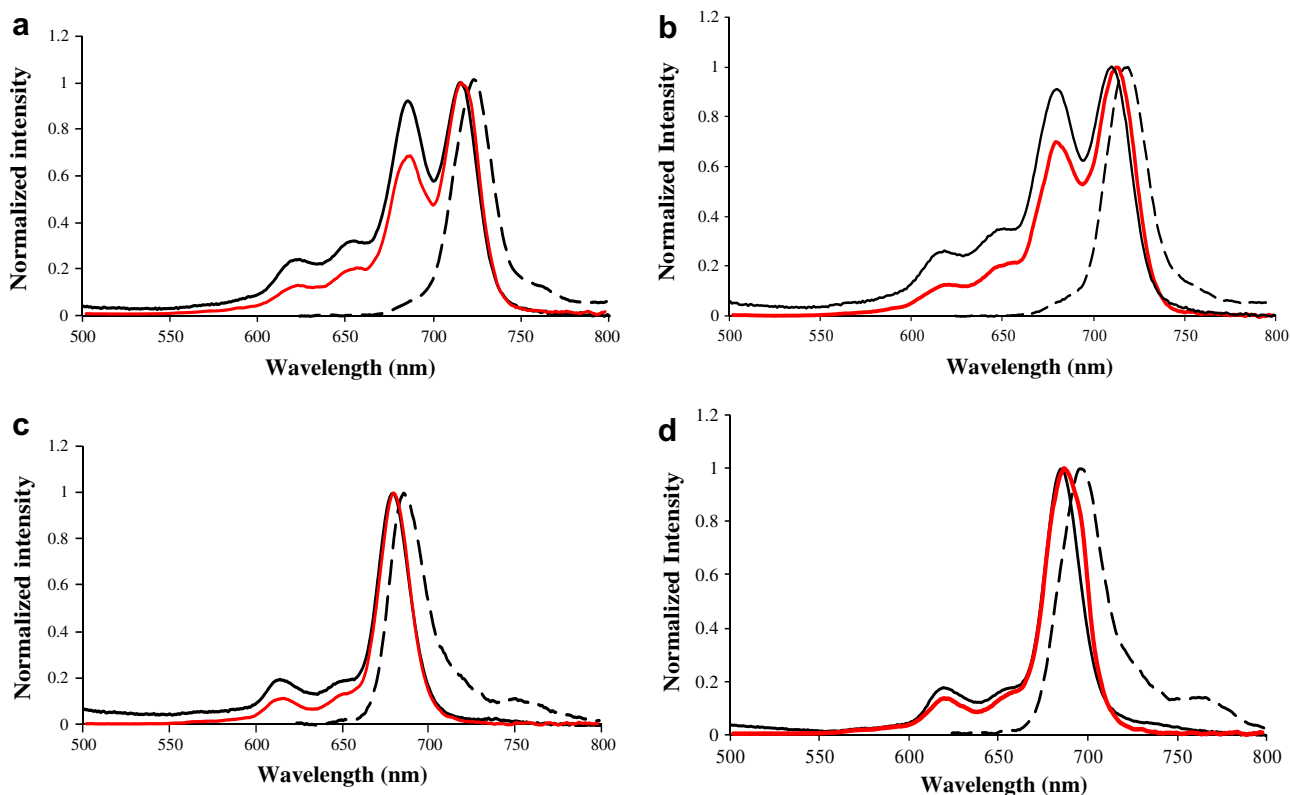 a
1.2
1
0.8
0.6
0.4
0.2
0
500 550 600 650 700 750 800
Normalized intensity
Wavelength (nm)
b
1.2
1
0.8
0.6
0.4
0.2
0
500 550 600 650 700 750 800
Normalized Intensity
Wavelength (nm)
c
1.2
1
0.8
0.6
0.4
0.2
0
500 550 600 650 700 750 800
Normalized intensity
Wavelength (nm)
d
1.2
1
0.8
0.6
0.4
0.2
0
500 550 600 650 700 750 800
Normalized Intensity
Wavelength (nm)